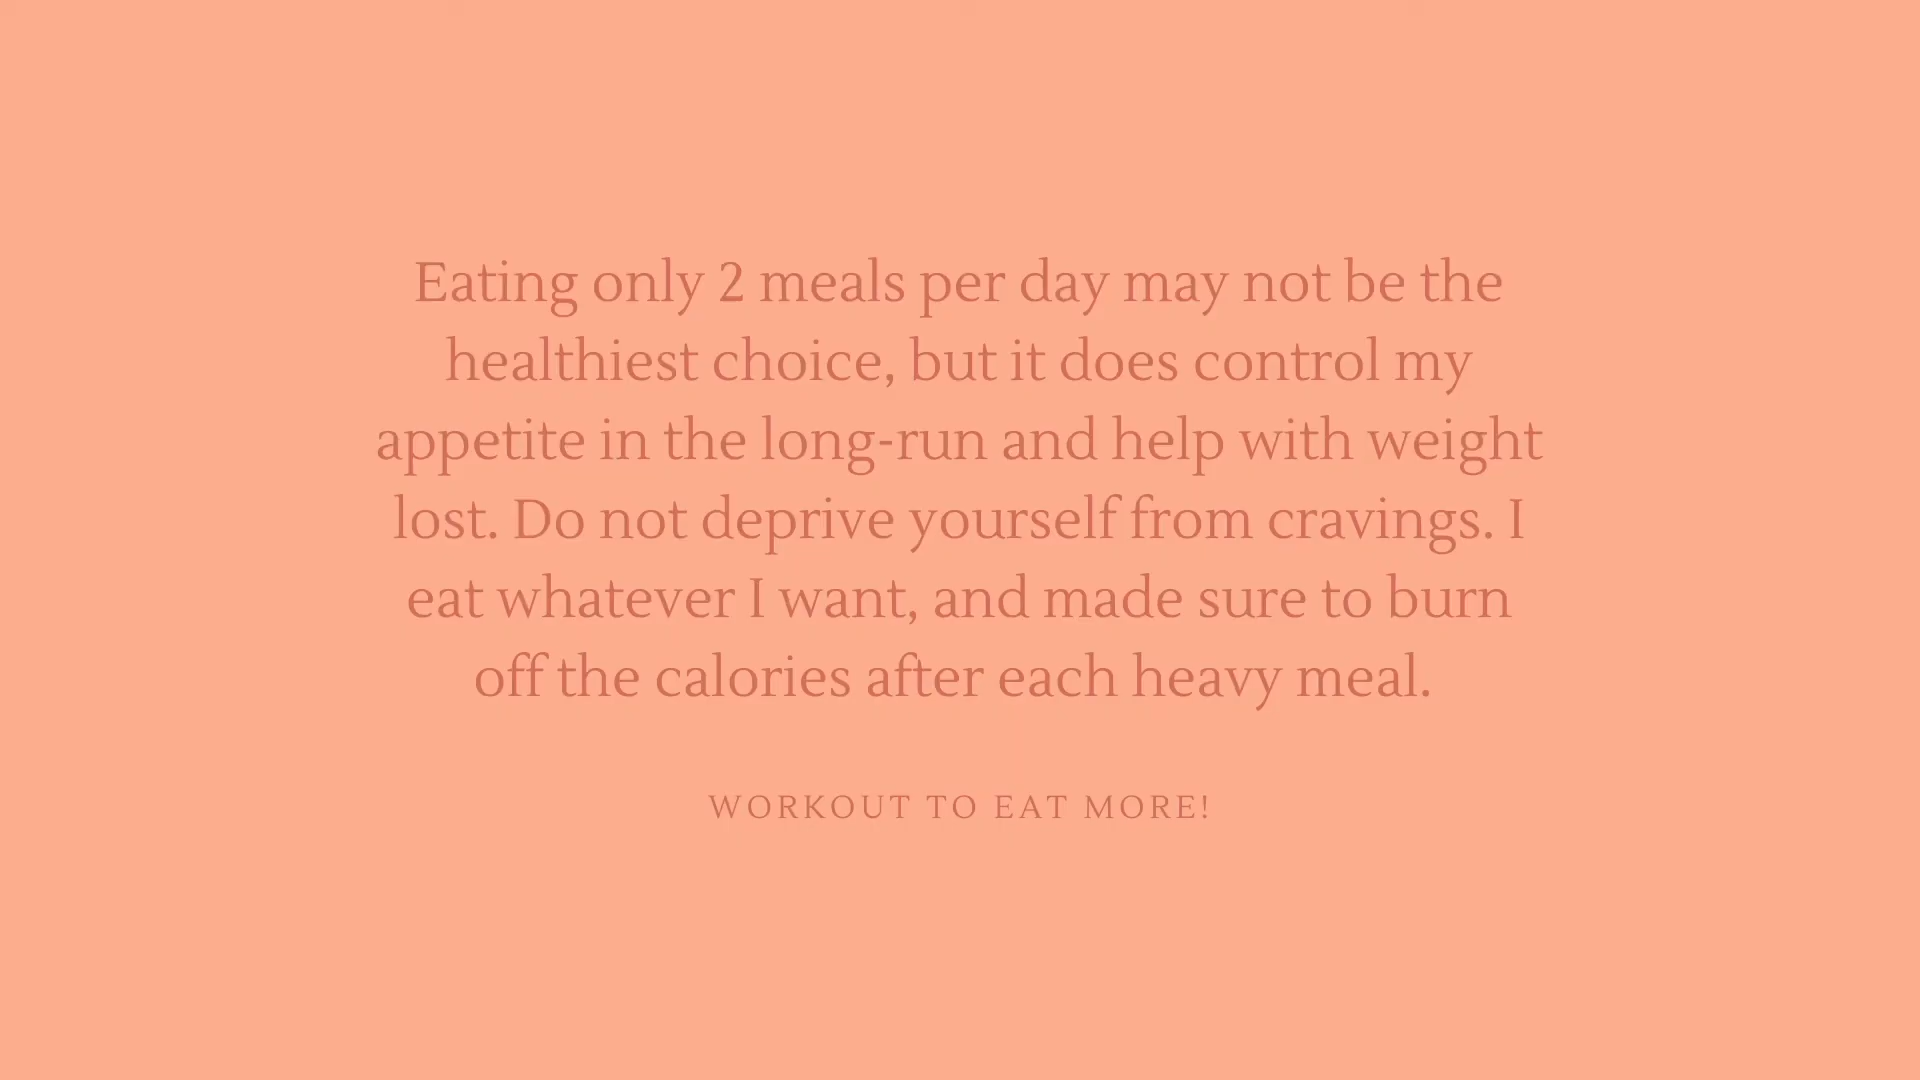 Eating only 2 meals per day may not be the
healthiest choice, but it does control my
appetite in the long-run and help with weight
lost. Do not deprive yourself from cravings. I
eat whatever I want, and made sure to burn
off the calories after each heavy meal.
WORKOUT TO EAT MORE!